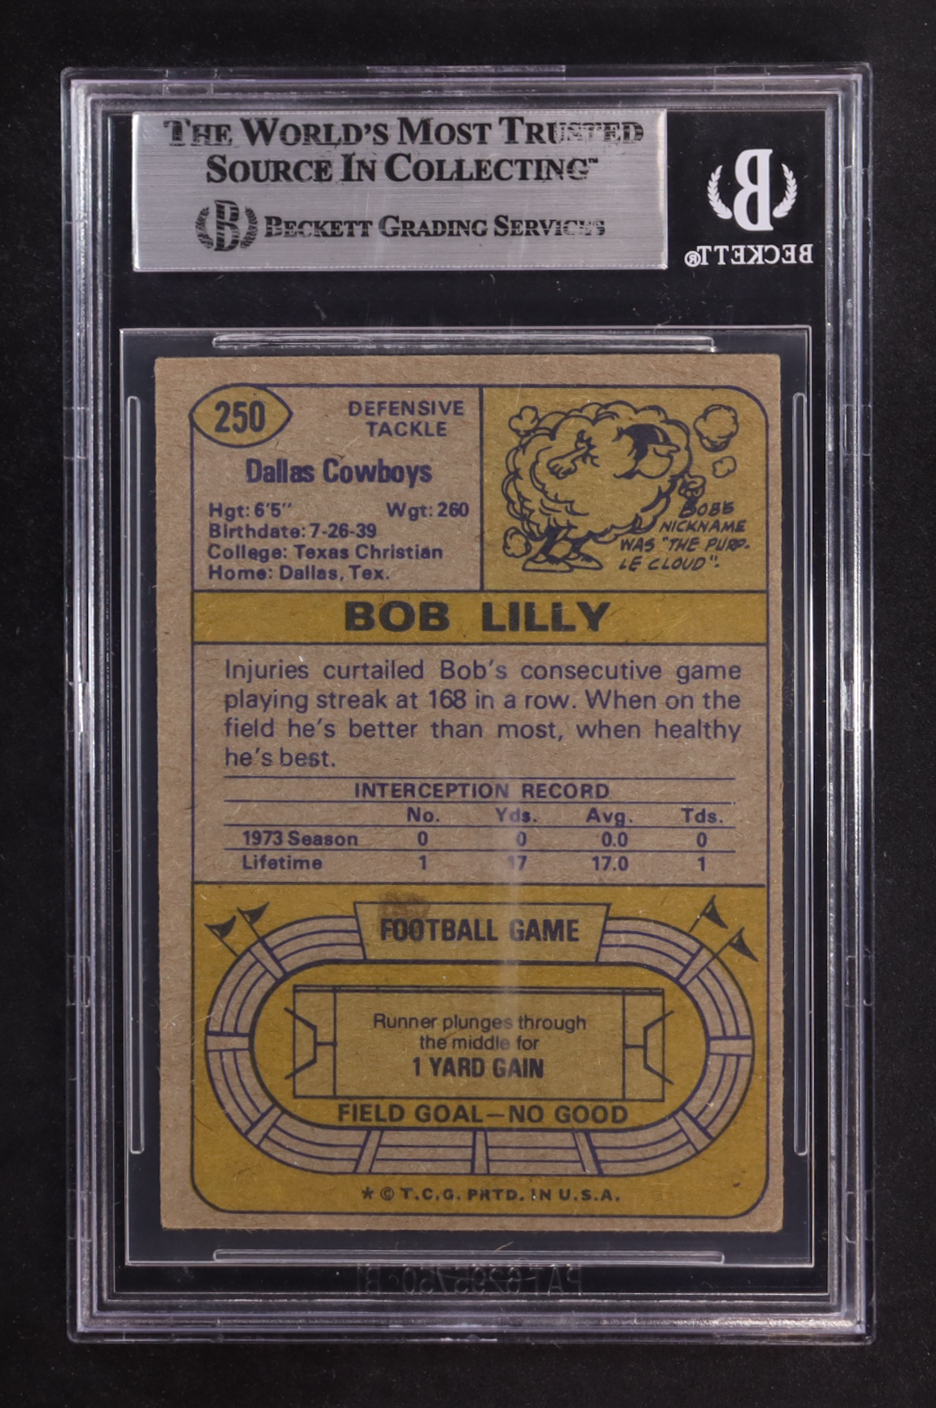 THE WORLD'S MOST TRUSTED
SOURCE IN COLLECTING™
BECKETT GRADING SERVICES
B
BECKETT®
250
DEFENSIVE
TACKLE
Dallas Cowboys
Hgt: 6'5" Wgt: 260
Birthdate: 7-26-39
College: Texas Christian
Home: Dallas, Tex.
BOB'S
NICKNAME
WAS "THE PURP-
LE CLOUD".
BOB LILLY
Injuries curtailed Bob's consecutive game
playing streak at 168 in a row. When on the
field he's better than most, when healthy
he's best.
INTERCEPTION RECORD
No. Yds. Avg. Tds.
1973 Season 0 0 0.0 0
Lifetime 1 17 17.0 1
FOOTBALL GAME
Runner plunges through
the middle for
1 YARD GAIN
FIELD GOAL—NO GOOD
* © T.C.G. PRTD. IN U.S.A.